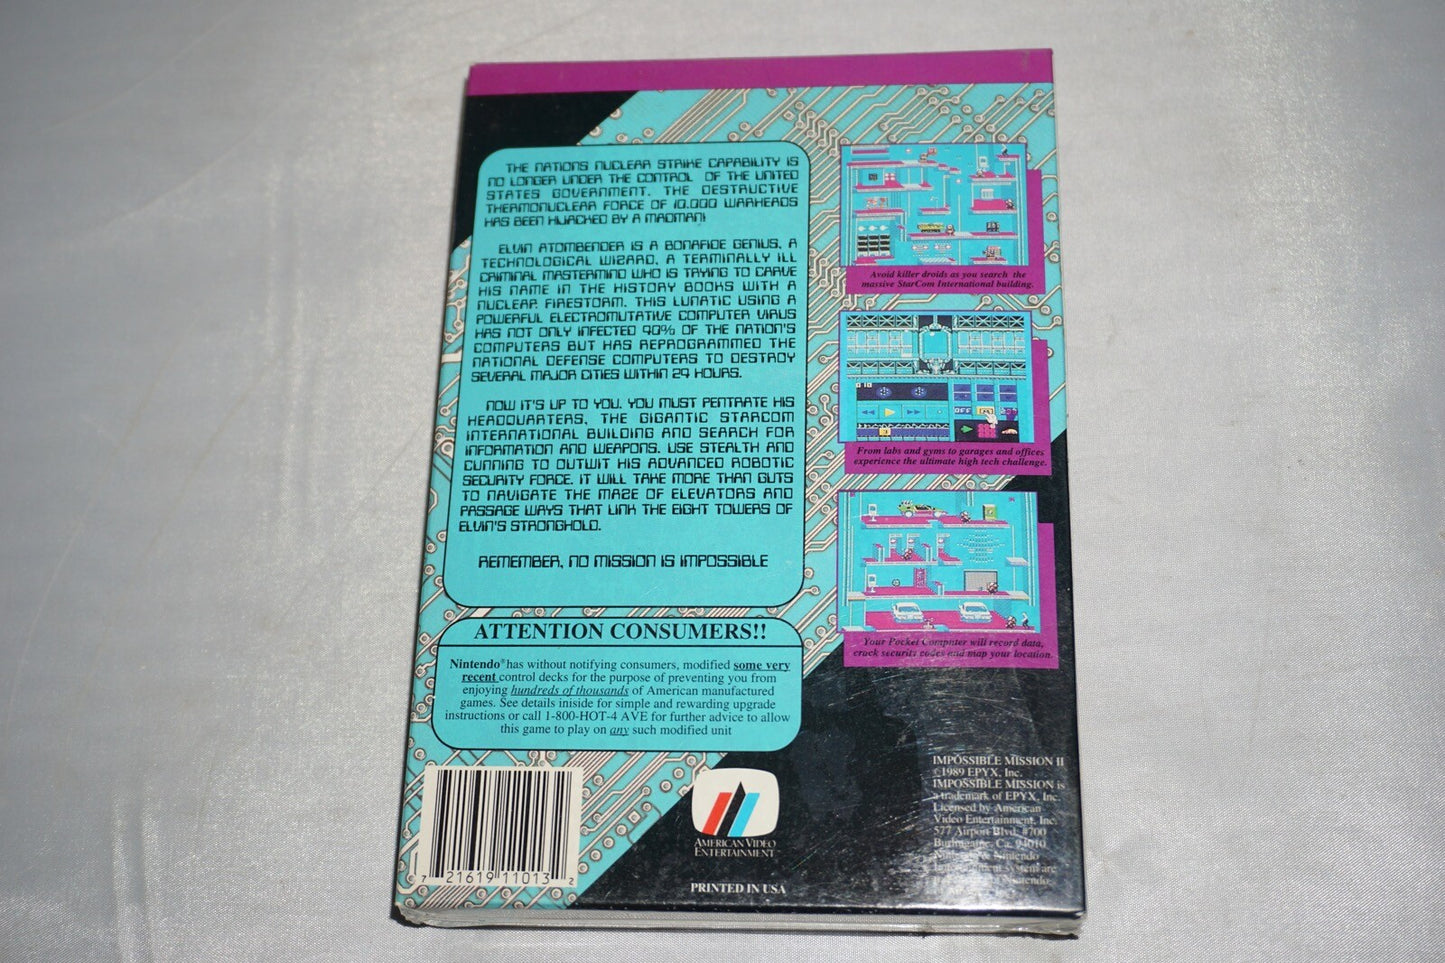 THE NATIONS NUCLEAR STRIKE CAPABILITY IS
NO LONGER UNDER THE CONTROL OF THE UNITED
STATES GOVERNMENT. THE DESTRUCTIVE
THERMONUCLEAR FORCE OF 10,000 WARHEADS
HAS BEEN HIJACKED BY A MADMAN!
ELVIN ATOMBENDER IS A BONAFIDE GENIUS, A
TECHNOLOGICAL WIZARD, A TERMINALLY ILL
CRIMINAL MASTERMIND WHO IS TRYING TO CARVE
HIS NAME IN THE HISTORY BOOKS WITH A
NUCLEAR FIRESTORM. THIS LUNATIC USING A
POWERFUL ELECTROMUTATIVE COMPUTER VIRUS
HAS NOT ONLY INFECTED 90% OF THE NATION'S
COMPUTERS BUT HAS REPROGRAMMED THE
NATIONAL DEFENSE COMPUTERS TO DESTROY
SEVERAL MAJOR CITIES WITHIN 24 HOURS.
NOW IT'S UP TO YOU. YOU MUST PENTRATE HIS
HEADQUARTERS, THE GIGANTIC STARCOM
INTERNATIONAL BUILDING AND SEARCH FOR
INFORMATION AND WEAPONS. USE STEALTH AND
CUNNING TO OUTWIT HIS ADVANCED ROBOTIC
SECURITY FORCE. IT WILL TAKE MORE THAN GUTS
TO NAVIGATE THE MAZE OF ELEVATORS AND
PASSAGE WAYS THAT LINK THE EIGHT TOWERS OF
ELVIN'S STRONGHOLD.
REMEMBER, NO MISSION IS IMPOSSIBLE
Avoid killer droids as you search the
massive StarCom International building.
OFF
From labs and gyms to garages and offices
experience the ultimate high tech challenge.
Your Pocket Computer will record data,
crack security codes and map your location.
ATTENTION CONSUMERS!!
Nintendo® has without notifying consumers, modified some very
recent control decks for the purpose of preventing you from
enjoying hundreds of thousands of American manufactured
games. See details iniside for simple and rewarding upgrade
instructions or call 1-800-HOT-4 AVE for further advice to allow
this game to play on any such modified unit
7 21619 11013 2
AMERICAN VIDEO
ENTERTAINMENT
PRINTED IN USA
IMPOSSIBLE MISSION II
©1989 EPYX, Inc.
IMPOSSIBLE MISSION is
a trademark of EPYX, Inc.
Licensed by American
Video Entertainment, Inc.
577 Airport Blvd. #700
Burlingame, Ca. 94010
Nintendo & Nintendo
system are
Nintendo.